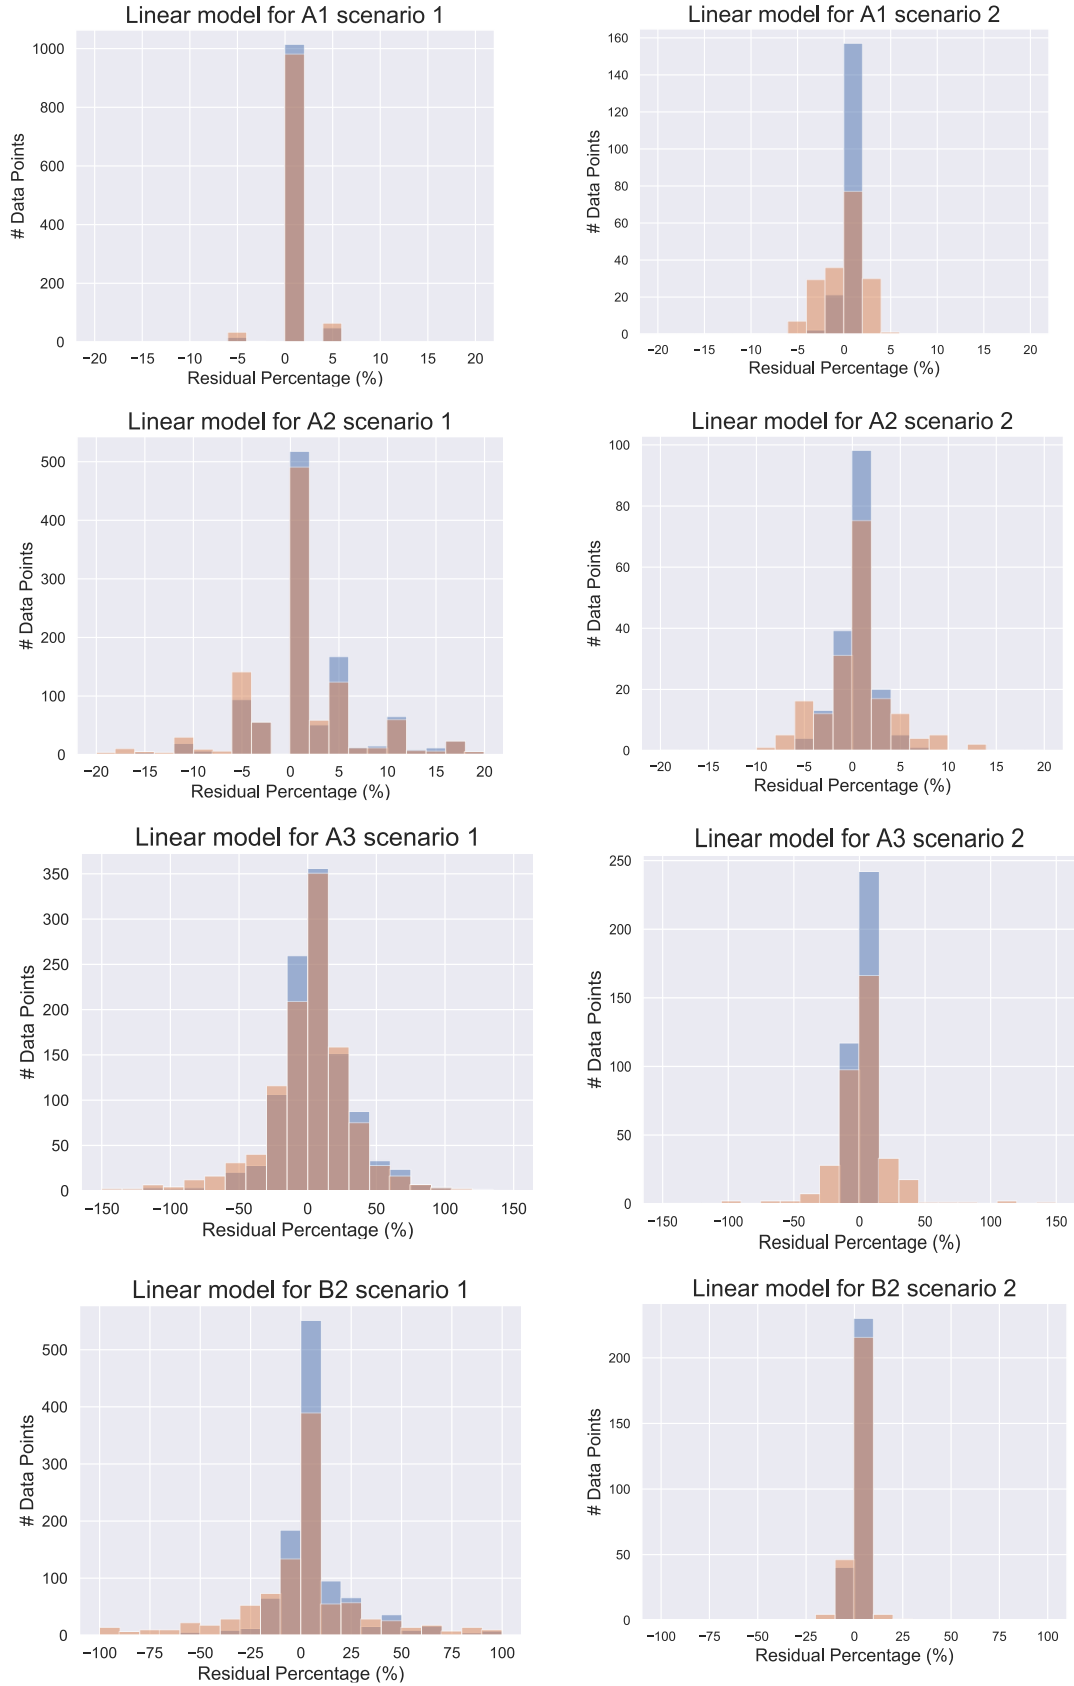 Linear model for A1 scenario 1
1000
800
600
400
200
0
# Data Points
−20 −15 −10 −5 0 5 10 15 20
Residual Percentage (%)
Linear model for A1 scenario 2
160
140
120
100
80
60
40
20
0
# Data Points
−20 −15 −10 −5 0 5 10 15 20
Residual Percentage (%)
Linear model for A2 scenario 1
500
400
300
200
100
0
# Data Points
−20 −15 −10 −5 0 5 10 15 20
Residual Percentage (%)
Linear model for A2 scenario 2
100
80
60
40
20
0
# Data Points
−20 −15 −10 −5 0 5 10 15 20
Residual Percentage (%)
Linear model for A3 scenario 1
350
300
250
200
150
100
50
0
# Data Points
−150 −100 −50 0 50 100 150
Residual Percentage (%)
Linear model for A3 scenario 2
250
200
150
100
50
0
# Data Points
−150 −100 −50 0 50 100 150
Residual Percentage (%)
Linear model for B2 scenario 1
500
400
300
200
100
0
# Data Points
−100 −75 −50 −25 0 25 50 75 100
Residual Percentage (%)
Linear model for B2 scenario 2
200
150
100
50
0
# Data Points
−100 −75 −50 −25 0 25 50 75 100
Residual Percentage (%)